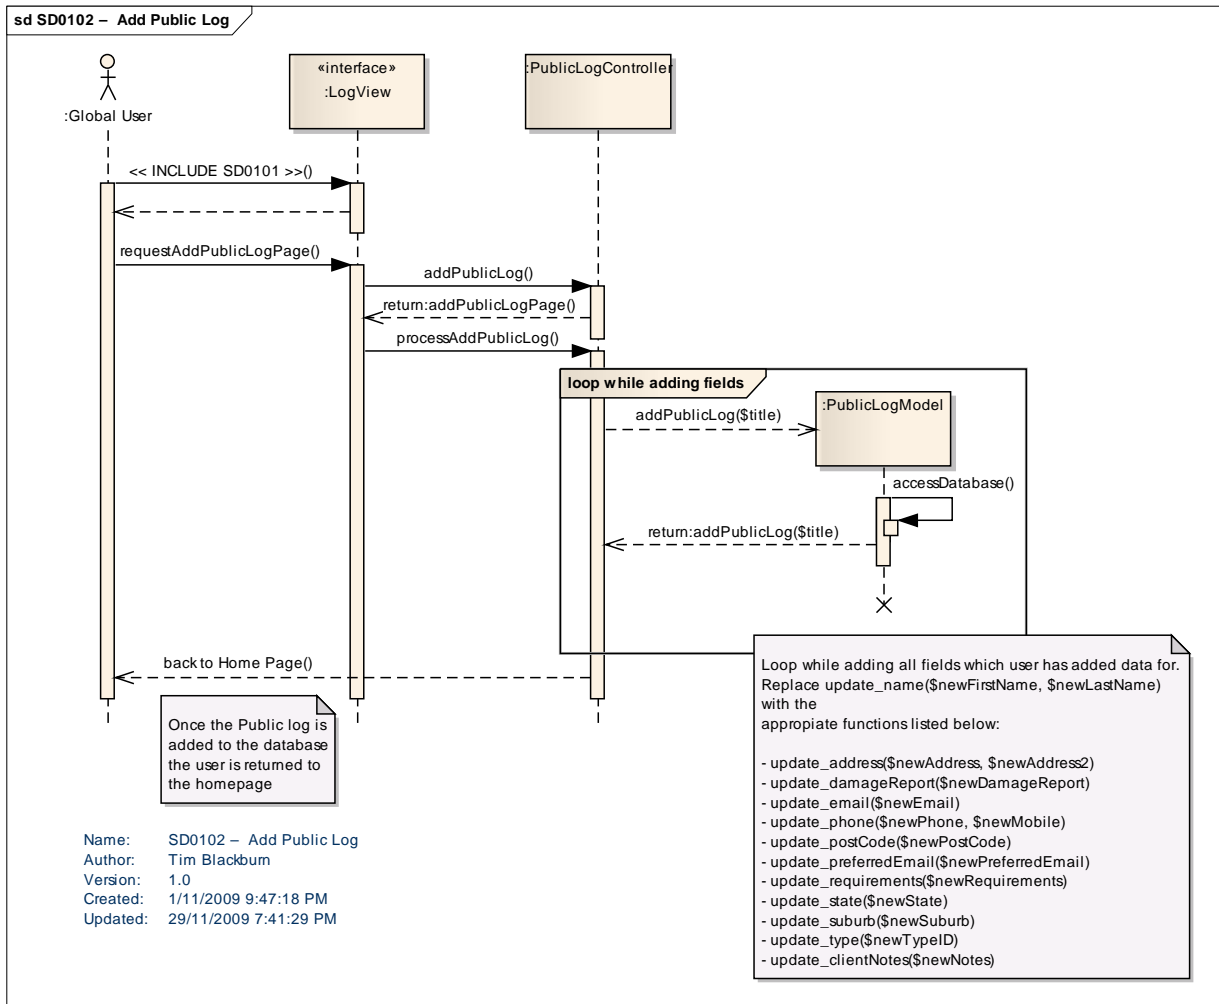 sd SD0102 – Add Public Log
:Global User
«interface»
:LogView
:PublicLogController
<< INCLUDE SD0101 >>()
requestAddPublicLogPage()
addPublicLog()
return:addPublicLogPage()
processAddPublicLog()
loop while adding fields
addPublicLog($title)
:PublicLogModel
accessDatabase()
return:addPublicLog($title)
back to Home Page()
Once the Public log is
added to the database
the user is returned to
the homepage
Loop while adding all fields which user has added data for.
Replace update_name($newFirstName, $newLastName)
with the
appropiate functions listed below:
- update_address($newAddress, $newAddress2)
- update_damageReport($newDamageReport)
- update_email($newEmail)
- update_phone($newPhone, $newMobile)
- update_postCode($newPostCode)
- update_preferredEmail($newPreferredEmail)
- update_requirements($newRequirements)
- update_state($newState)
- update_suburb($newSuburb)
- update_type($newTypeID)
- update_clientNotes($newNotes)
Name: SD0102 – Add Public Log
Author: Tim Blackburn
Version: 1.0
Created: 1/11/2009 9:47:18 PM
Updated: 29/11/2009 7:41:29 PM